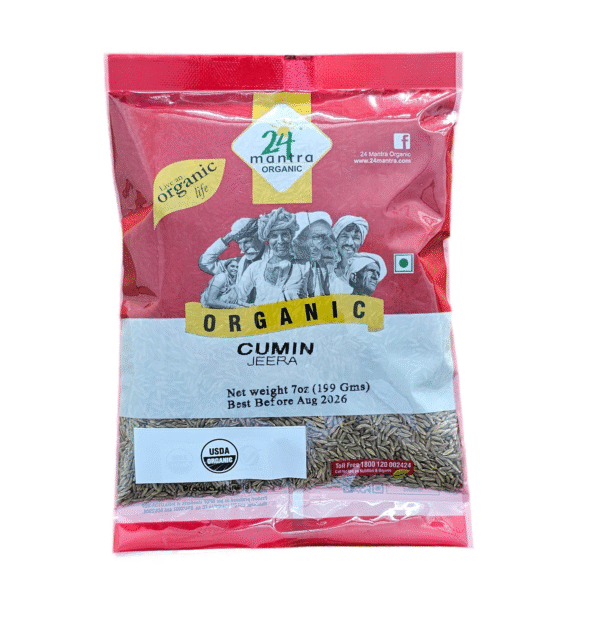 24
mantra
ORGANIC
24 Mantra Organic
www.24mantra.com
Live an
organic
life
ORGANIC
CUMIN
JEERA
Net weight 7oz (199 Gms)
Best Before Aug 2026
USDA
ORGANIC
Toll Free 1800 120 002424